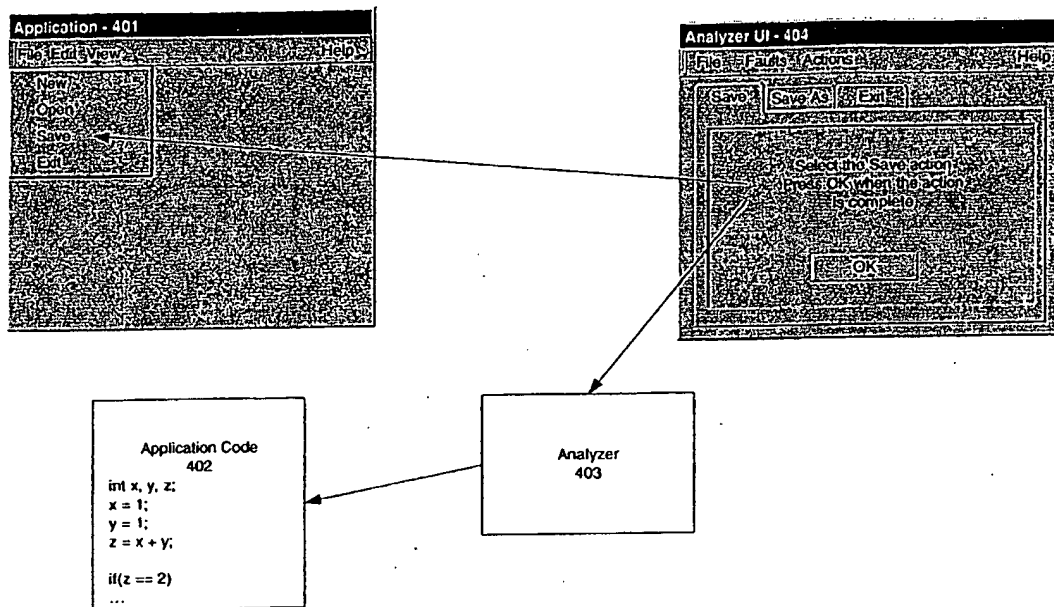 Application - 401
File Edit View Help
New
Open
Save
Exit
Analyzer UI - 404
File Faults Actions Help
Save Save As Exit
Select the Save action
Press OK when the action
is complete
OK
Application Code
402
int x, y, z;
x = 1;
y = 1;
z = x + y;
if(z == 2)
...
Analyzer
403